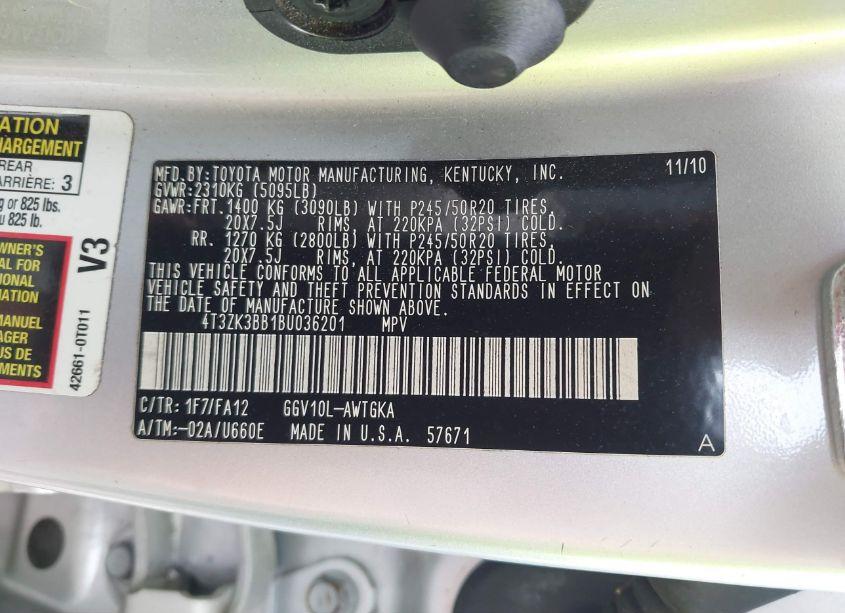 ATION
CHARGEMENT
REAR
ARRIÈRE: 3
g or 825 lbs.
u 825 lb.
OWNER'S
AL FOR
IONAL
MATION
MANUEL
AGER
US DE
EMENTS
V3
42661-0T011
MFD.BY:TOYOTA MOTOR MANUFACTURING, KENTUCKY, INC. 11/10
GVWR:2310KG (5095LB)
GAWR:FRT.1400 KG (3090LB) WITH P245/50R20 TIRES,
20X7.5J RIMS, AT 220KPA (32PSI) COLD.
RR. 1270 KG (2800LB) WITH P245/50R20 TIRES,
20X7.5J RIMS, AT 220KPA (32PSI) COLD.
THIS VEHICLE CONFORMS TO ALL APPLICABLE FEDERAL MOTOR
VEHICLE SAFETY AND THEFT PREVENTION STANDARDS IN EFFECT ON
THE DATE OF MANUFACTURE SHOWN ABOVE.
4T3ZK3BB1BU036201 MPV
C/TR: 1F7/FA12 GGV10L-AWTGKA
A/TM:-02A/U660E MADE IN U.S.A. 57671
A